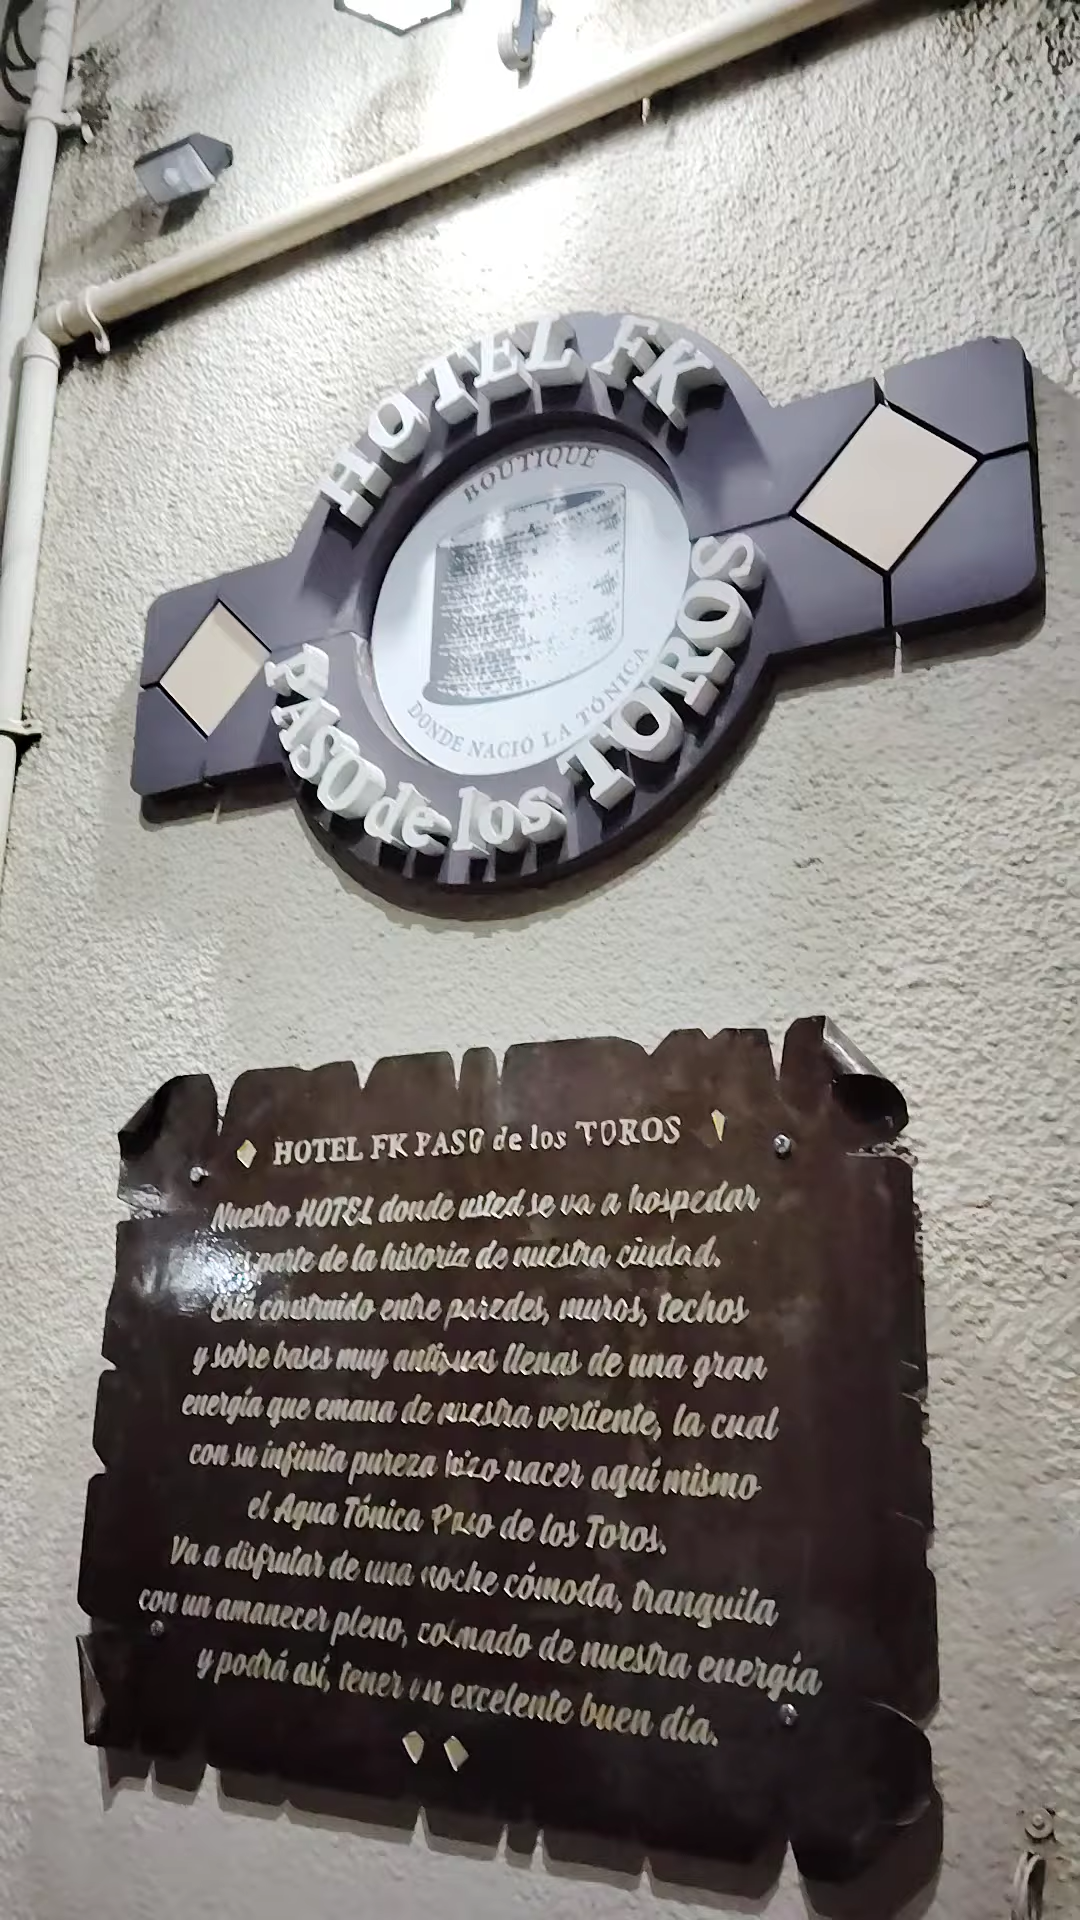 HOTEL FK
BOUTIQUE
DONDE NACIÓ LA TÓNICA
PASO de los TOROS
HOTEL FK PASO de los TOROS
Nuestro HOTEL donde usted se va a hospedar
es parte de la historia de nuestra ciudad.
Está construido entre paredes, muros, techos
y sobre bases muy antiguas llenas de una gran
energía que emana de nuestra vertiente, la cual
con su infinita pureza hizo nacer aquí mismo
el Agua Tónica Paso de los Toros.
Va a disfrutar de una noche cómoda, tranquila
con un amanecer pleno, colmado de nuestra energía
y podrá así, tener un excelente buen día.